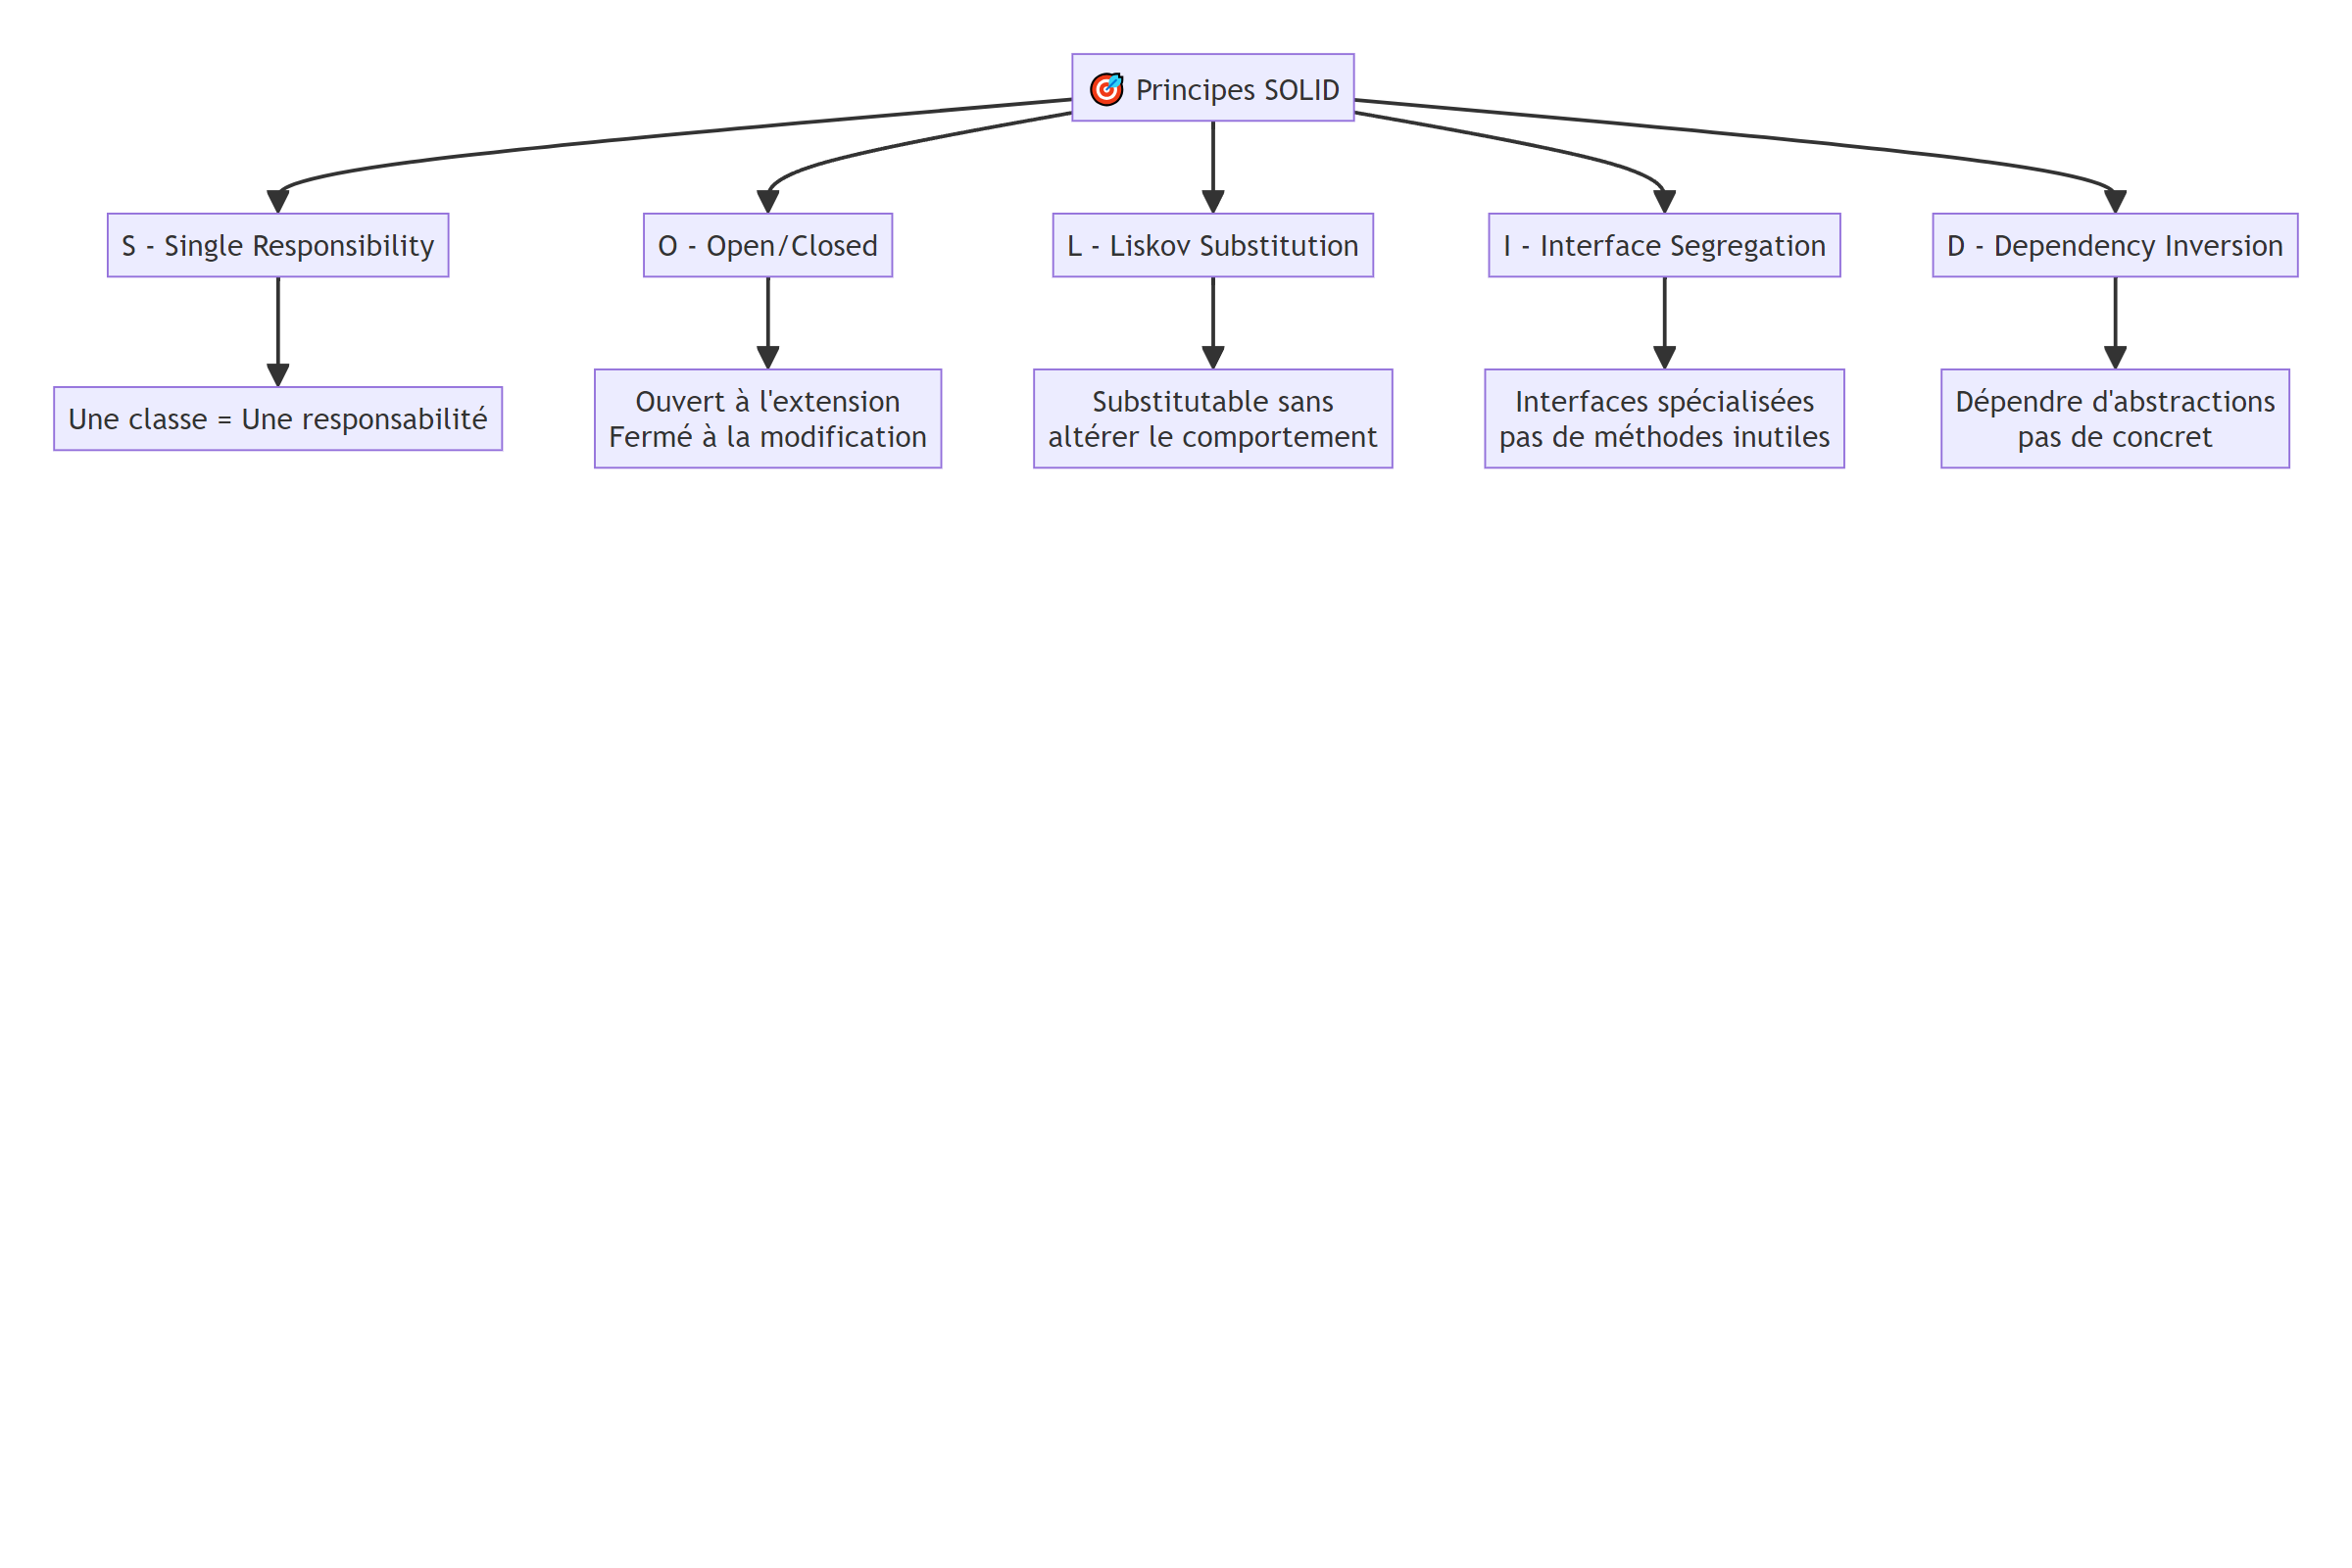 🎯 Principes SOLID
S - Single Responsibility
O - Open/Closed
L - Liskov Substitution
I - Interface Segregation
D - Dependency Inversion
Une classe = Une responsabilité
Ouvert à l'extension
Fermé à la modification
Substitutable sans
altérer le comportement
Interfaces spécialisées
pas de méthodes inutiles
Dépendre d'abstractions
pas de concret